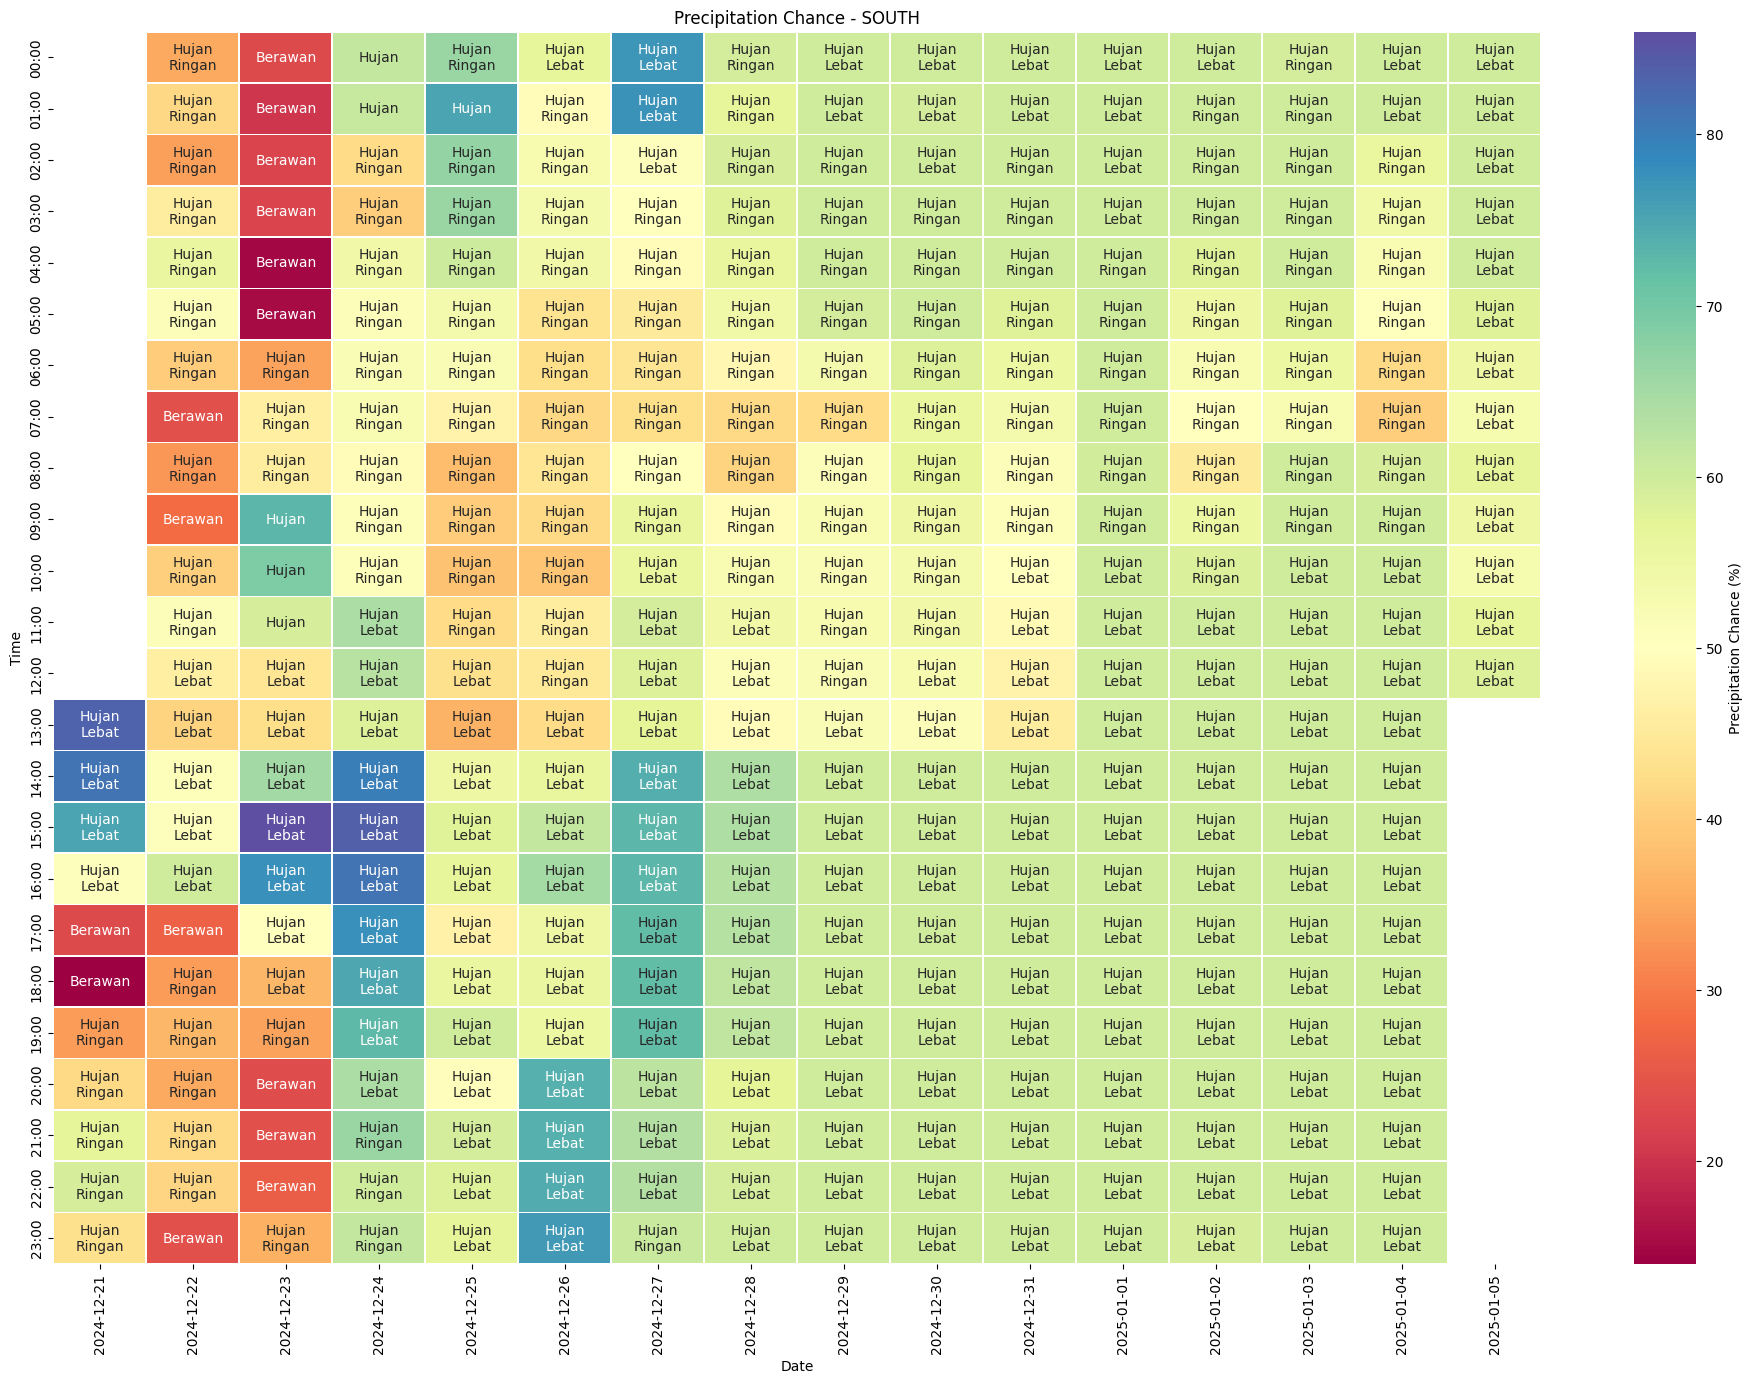 Precipitation Chance - SOUTH
00:00 Hujan Ringan Berawan Hujan Hujan Ringan Hujan Lebat Hujan Lebat Hujan Ringan Hujan Lebat Hujan Lebat Hujan Lebat Hujan Lebat Hujan Ringan Hujan Lebat Hujan Lebat
01:00 Hujan Ringan Berawan Hujan Hujan Hujan Ringan Hujan Lebat Hujan Ringan Hujan Lebat Hujan Lebat Hujan Lebat Hujan Lebat Hujan Ringan Hujan Lebat Hujan Lebat
02:00 Hujan Ringan Berawan Hujan Ringan Hujan Ringan Hujan Ringan Hujan Lebat Hujan Ringan Hujan Ringan Hujan Lebat Hujan Ringan Hujan Lebat Hujan Ringan Hujan Ringan Hujan Ringan Hujan Lebat
03:00 Hujan Ringan Berawan Hujan Ringan Hujan Ringan Hujan Ringan Hujan Ringan Hujan Ringan Hujan Ringan Hujan Ringan Hujan Ringan Hujan Lebat Hujan Ringan Hujan Ringan Hujan Ringan Hujan Lebat
04:00 Hujan Ringan Berawan Hujan Ringan Hujan Ringan Hujan Ringan Hujan Ringan Hujan Ringan Hujan Ringan Hujan Ringan Hujan Ringan Hujan Ringan Hujan Ringan Hujan Ringan Hujan Ringan Hujan Lebat
05:00 Hujan Ringan Berawan Hujan Ringan Hujan Ringan Hujan Ringan Hujan Ringan Hujan Ringan Hujan Ringan Hujan Ringan Hujan Ringan Hujan Ringan Hujan Ringan Hujan Ringan Hujan Ringan Hujan Lebat
06:00 Hujan Ringan Hujan Ringan Hujan Ringan Hujan Ringan Hujan Ringan Hujan Ringan Hujan Ringan Hujan Ringan Hujan Ringan Hujan Ringan Hujan Ringan Hujan Ringan Hujan Ringan Hujan Ringan Hujan Lebat
07:00 Berawan Hujan Ringan Hujan Ringan Hujan Ringan Hujan Ringan Hujan Ringan Hujan Ringan Hujan Ringan Hujan Ringan Hujan Ringan Hujan Ringan Hujan Ringan Hujan Ringan Hujan Ringan Hujan Lebat
08:00 Hujan Ringan Hujan Ringan Hujan Ringan Hujan Ringan Hujan Ringan Hujan Ringan Hujan Ringan Hujan Ringan Hujan Ringan Hujan Ringan Hujan Ringan Hujan Ringan Hujan Ringan Hujan Ringan Hujan Lebat
09:00 Berawan Hujan Hujan Ringan Hujan Ringan Hujan Ringan Hujan Ringan Hujan Ringan Hujan Ringan Hujan Ringan Hujan Ringan Hujan Ringan Hujan Ringan Hujan Ringan Hujan Ringan Hujan Lebat
10:00 Hujan Ringan Hujan Hujan Ringan Hujan Ringan Hujan Ringan Hujan Lebat Hujan Ringan Hujan Ringan Hujan Ringan Hujan Lebat Hujan Lebat Hujan Ringan Hujan Lebat Hujan Lebat Hujan Lebat
11:00 Hujan Ringan Hujan Hujan Lebat Hujan Ringan Hujan Ringan Hujan Lebat Hujan Lebat Hujan Ringan Hujan Ringan Hujan Lebat Hujan Lebat Hujan Lebat Hujan Lebat Hujan Lebat Hujan Lebat
12:00 Hujan Lebat Hujan Lebat Hujan Lebat Hujan Lebat Hujan Ringan Hujan Lebat Hujan Lebat Hujan Ringan Hujan Lebat Hujan Lebat Hujan Lebat Hujan Lebat Hujan Lebat Hujan Lebat Hujan Lebat
13:00 Hujan Lebat Hujan Lebat Hujan Lebat Hujan Lebat Hujan Lebat Hujan Lebat Hujan Lebat Hujan Lebat Hujan Lebat Hujan Lebat Hujan Lebat Hujan Lebat Hujan Lebat Hujan Lebat Hujan Lebat
14:00 Hujan Lebat Hujan Lebat Hujan Lebat Hujan Lebat Hujan Lebat Hujan Lebat Hujan Lebat Hujan Lebat Hujan Lebat Hujan Lebat Hujan Lebat Hujan Lebat Hujan Lebat Hujan Lebat Hujan Lebat
15:00 Hujan Lebat Hujan Lebat Hujan Lebat Hujan Lebat Hujan Lebat Hujan Lebat Hujan Lebat Hujan Lebat Hujan Lebat Hujan Lebat Hujan Lebat Hujan Lebat Hujan Lebat Hujan Lebat Hujan Lebat
16:00 Hujan Lebat Hujan Lebat Hujan Lebat Hujan Lebat Hujan Lebat Hujan Lebat Hujan Lebat Hujan Lebat Hujan Lebat Hujan Lebat Hujan Lebat Hujan Lebat Hujan Lebat Hujan Lebat Hujan Lebat
17:00 Berawan Berawan Hujan Lebat Hujan Lebat Hujan Lebat Hujan Lebat Hujan Lebat Hujan Lebat Hujan Lebat Hujan Lebat Hujan Lebat Hujan Lebat Hujan Lebat Hujan Lebat Hujan Lebat
18:00 Berawan Hujan Ringan Hujan Lebat Hujan Lebat Hujan Lebat Hujan Lebat Hujan Lebat Hujan Lebat Hujan Lebat Hujan Lebat Hujan Lebat Hujan Lebat Hujan Lebat Hujan Lebat Hujan Lebat
19:00 Hujan Ringan Hujan Ringan Hujan Ringan Hujan Lebat Hujan Lebat Hujan Lebat Hujan Lebat Hujan Lebat Hujan Lebat Hujan Lebat Hujan Lebat Hujan Lebat Hujan Lebat Hujan Lebat Hujan Lebat
20:00 Hujan Ringan Hujan Ringan Berawan Hujan Lebat Hujan Lebat Hujan Lebat Hujan Lebat Hujan Lebat Hujan Lebat Hujan Lebat Hujan Lebat Hujan Lebat Hujan Lebat Hujan Lebat Hujan Lebat
21:00 Hujan Ringan Hujan Ringan Berawan Hujan Ringan Hujan Lebat Hujan Lebat Hujan Lebat Hujan Lebat Hujan Lebat Hujan Lebat Hujan Lebat Hujan Lebat Hujan Lebat Hujan Lebat Hujan Lebat
22:00 Hujan Ringan Hujan Ringan Berawan Hujan Ringan Hujan Lebat Hujan Lebat Hujan Lebat Hujan Lebat Hujan Lebat Hujan Lebat Hujan Lebat Hujan Lebat Hujan Lebat Hujan Lebat Hujan Lebat
23:00 Hujan Ringan Berawan Hujan Ringan Hujan Ringan Hujan Lebat Hujan Lebat Hujan Ringan Hujan Lebat Hujan Lebat Hujan Lebat Hujan Lebat Hujan Lebat Hujan Lebat Hujan Lebat Hujan Lebat
Time
2024-12-21 2024-12-22 2024-12-23 2024-12-24 2024-12-25 2024-12-26 2024-12-27 2024-12-28 2024-12-29 2024-12-30 2024-12-31 2025-01-01 2025-01-02 2025-01-03 2025-01-04 2025-01-05
Date
80
70
60
50
40
30
20
Precipitation Chance (%)